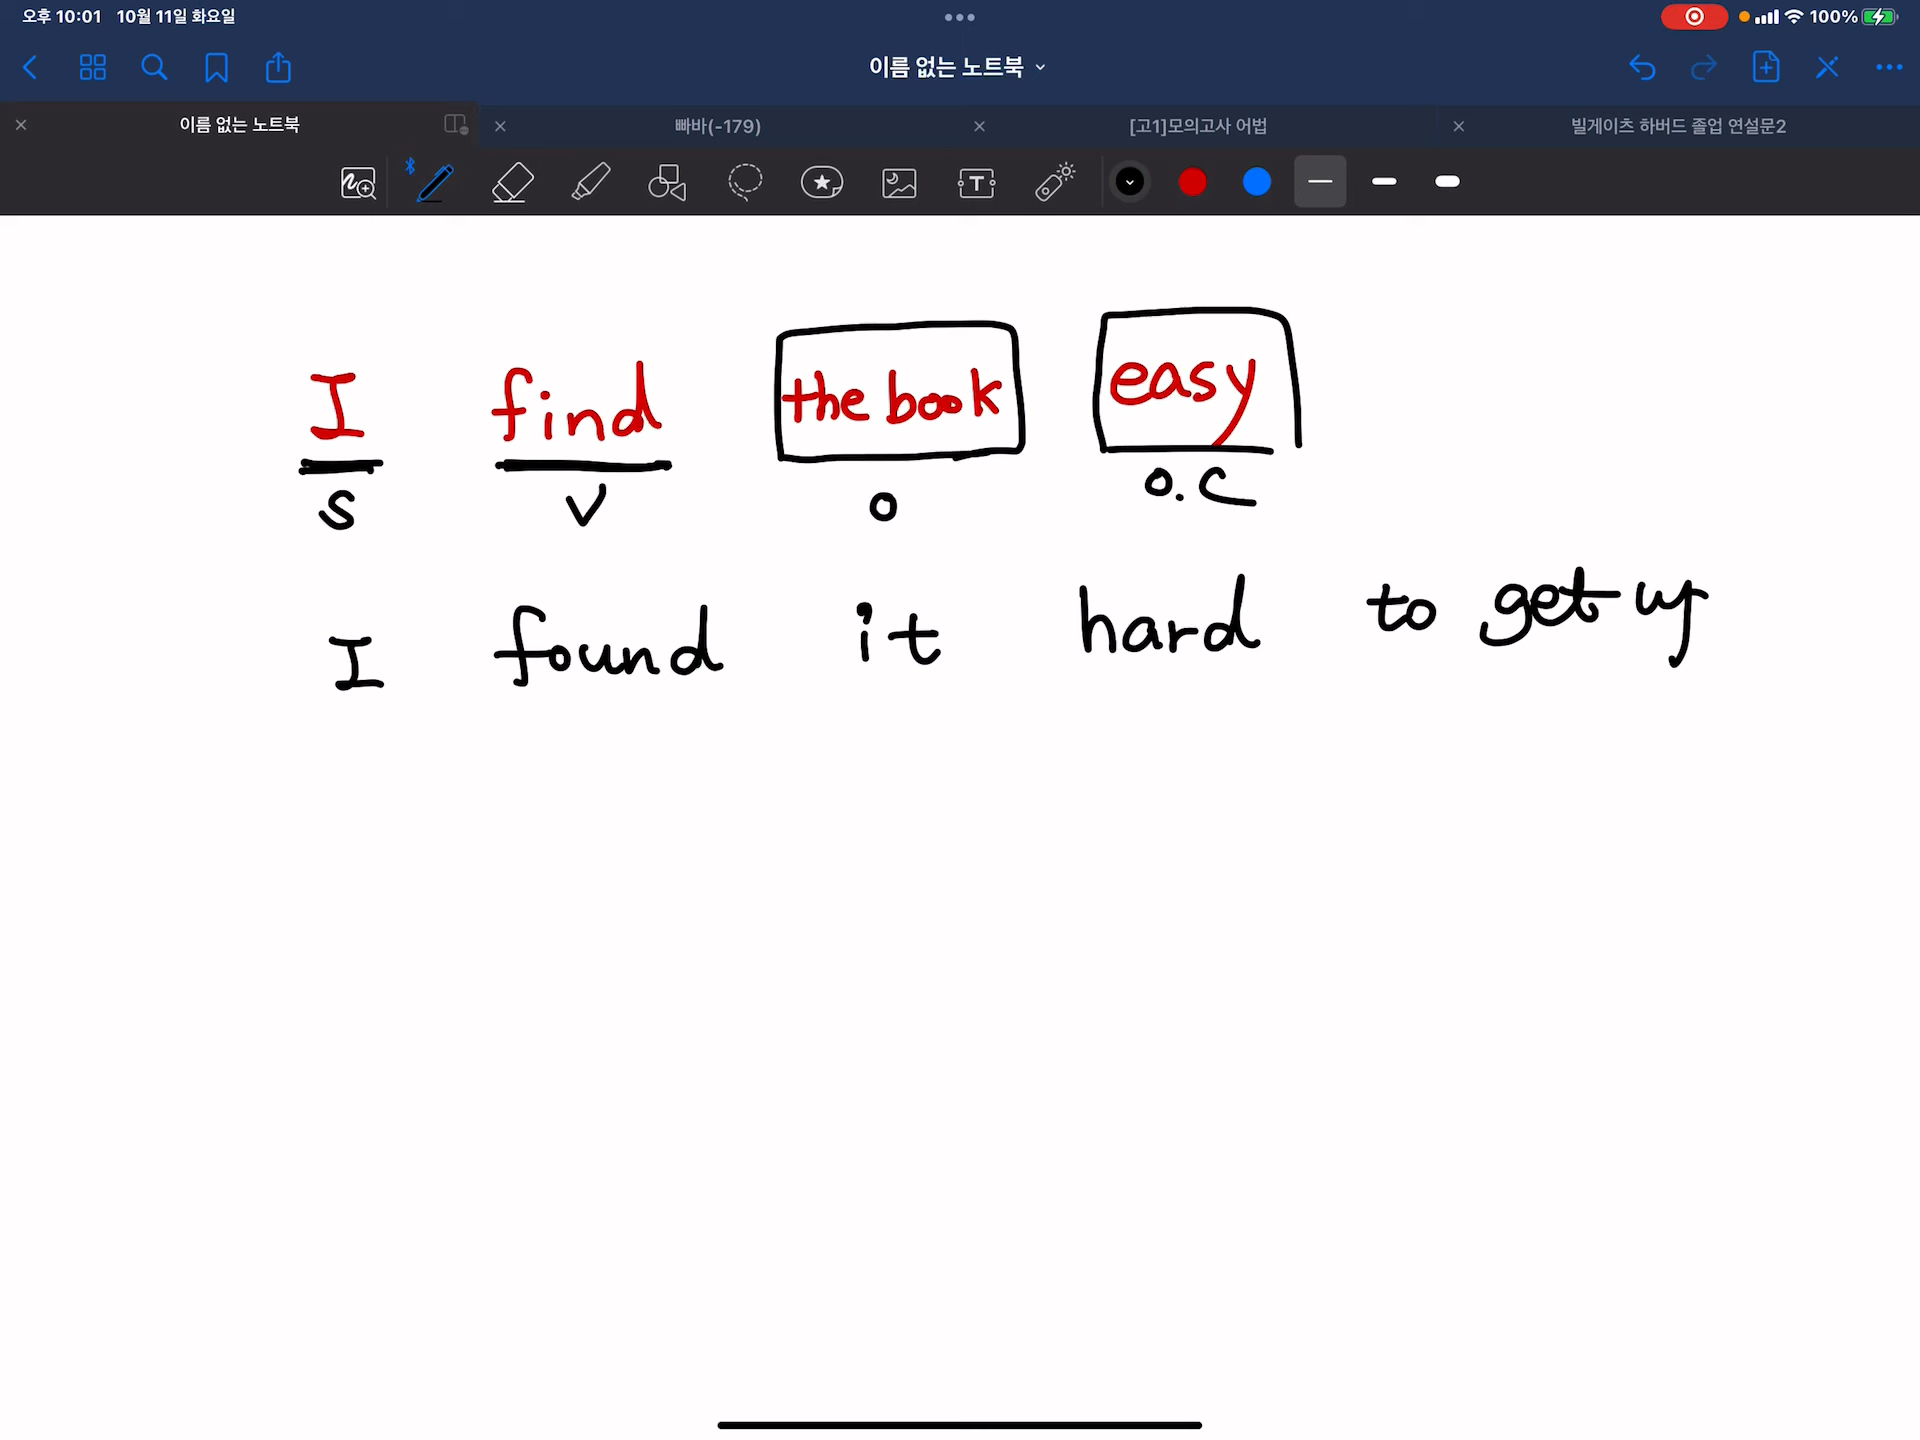 오후 10:01 10월 11일 화요일 100%
이름 없는 노트북
이름 없는 노트북 빠바(-179) [고1]모의고사 어법 빌게이츠 하버드 졸업 연설문2
T
I find the book easy
S V O O.C
I found it hard to get up